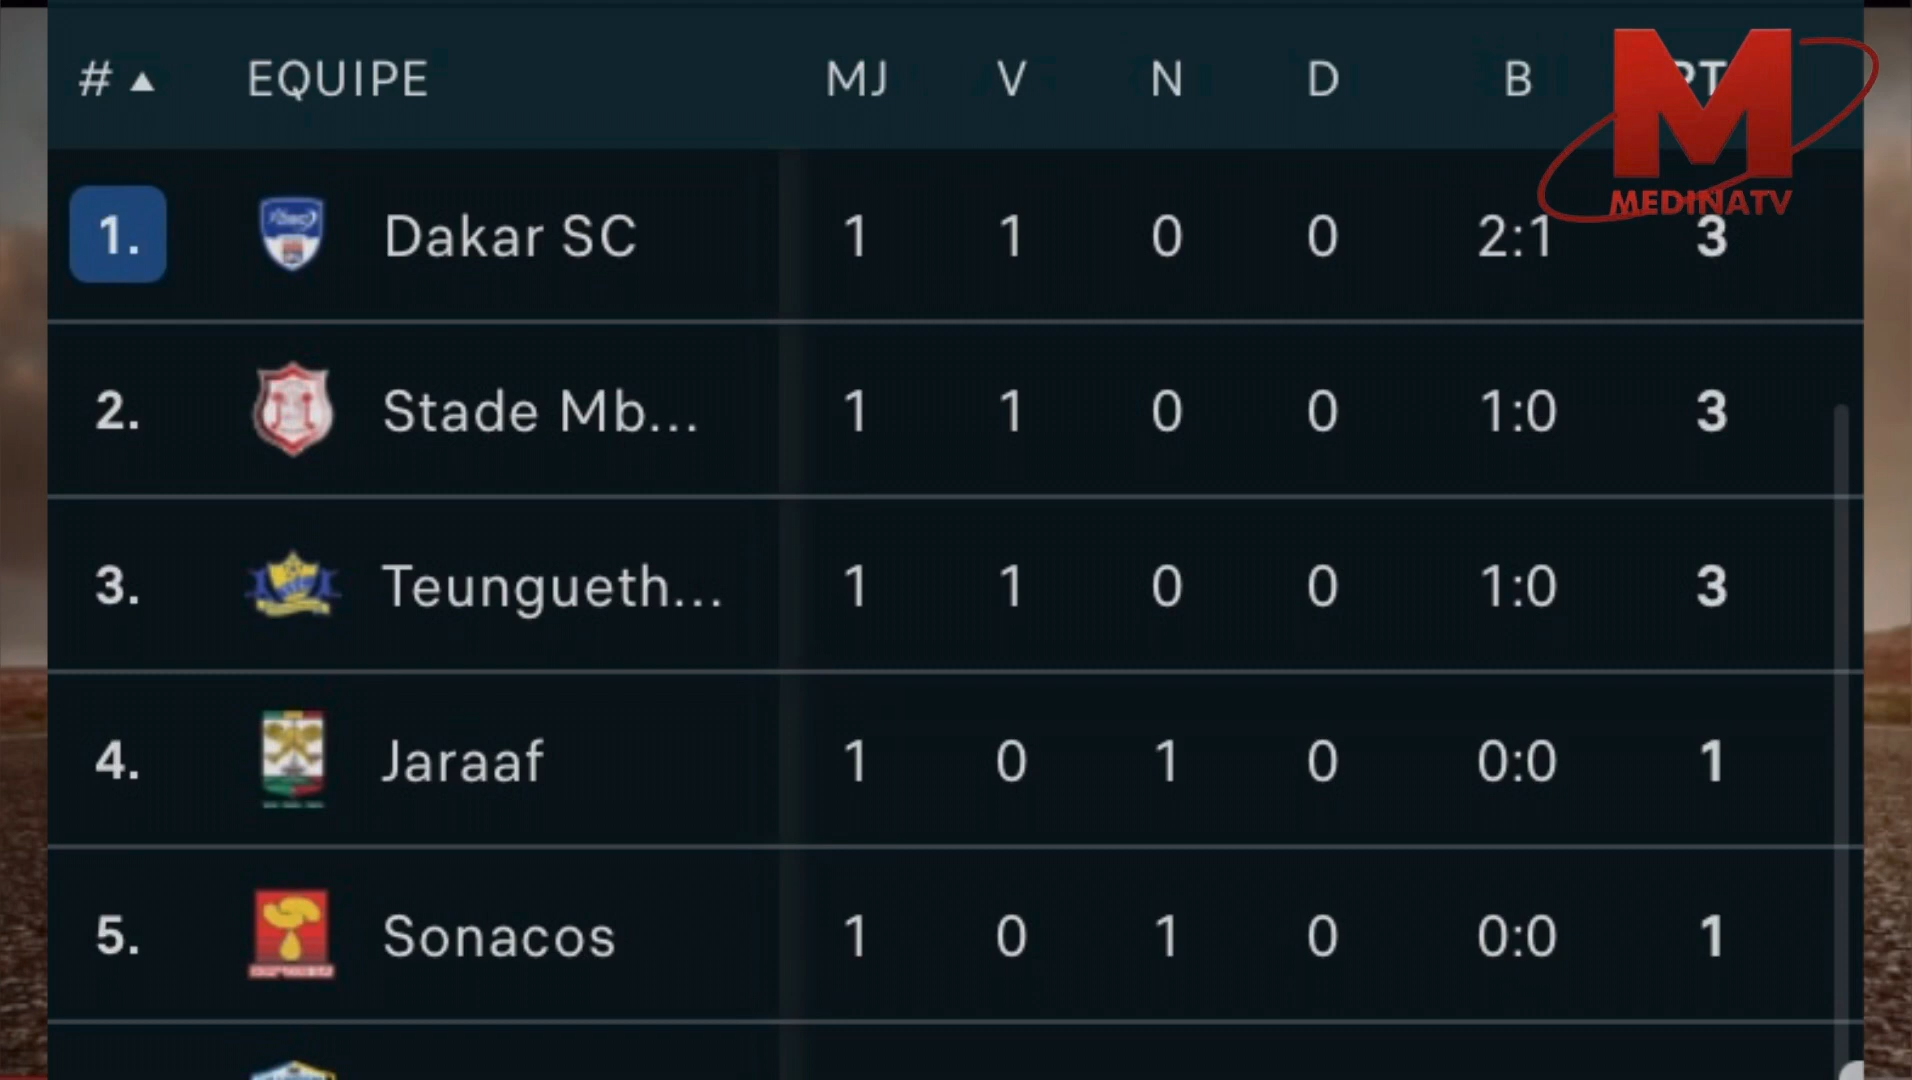 # ▲ EQUIPE MJ V N D B PT
MEDINATV
1. Dakar SC 1 1 0 0 2:1 3
2. Stade Mb... 1 1 0 0 1:0 3
3. Teungueth... 1 1 0 0 1:0 3
4. Jaraaf 1 0 1 0 0:0 1
5. Sonacos 1 0 1 0 0:0 1